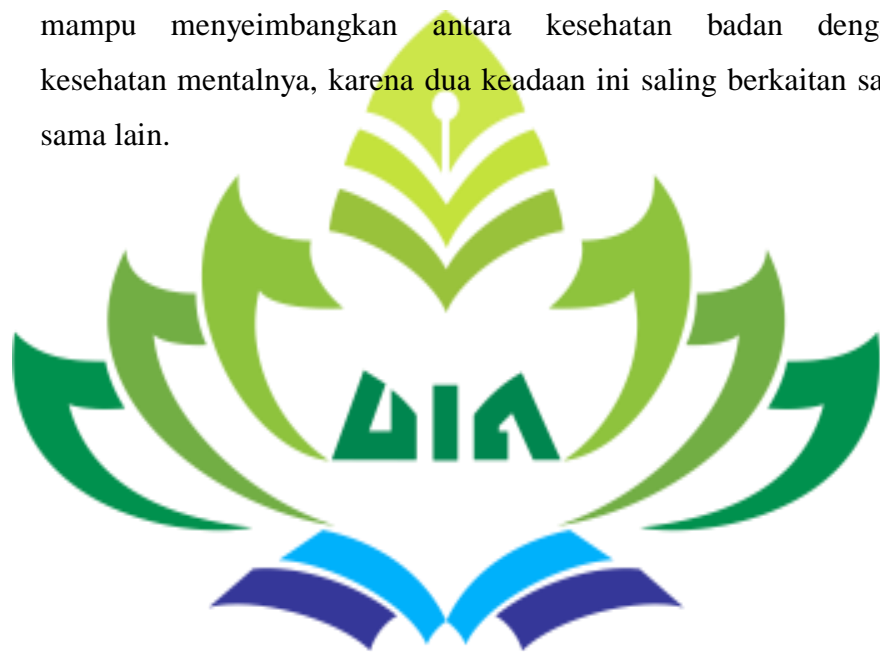 mampu menyeimbangkan antara kesehatan badan deng
kesehatan mentalnya, karena dua keadaan ini saling berkaitan sa
sama lain.